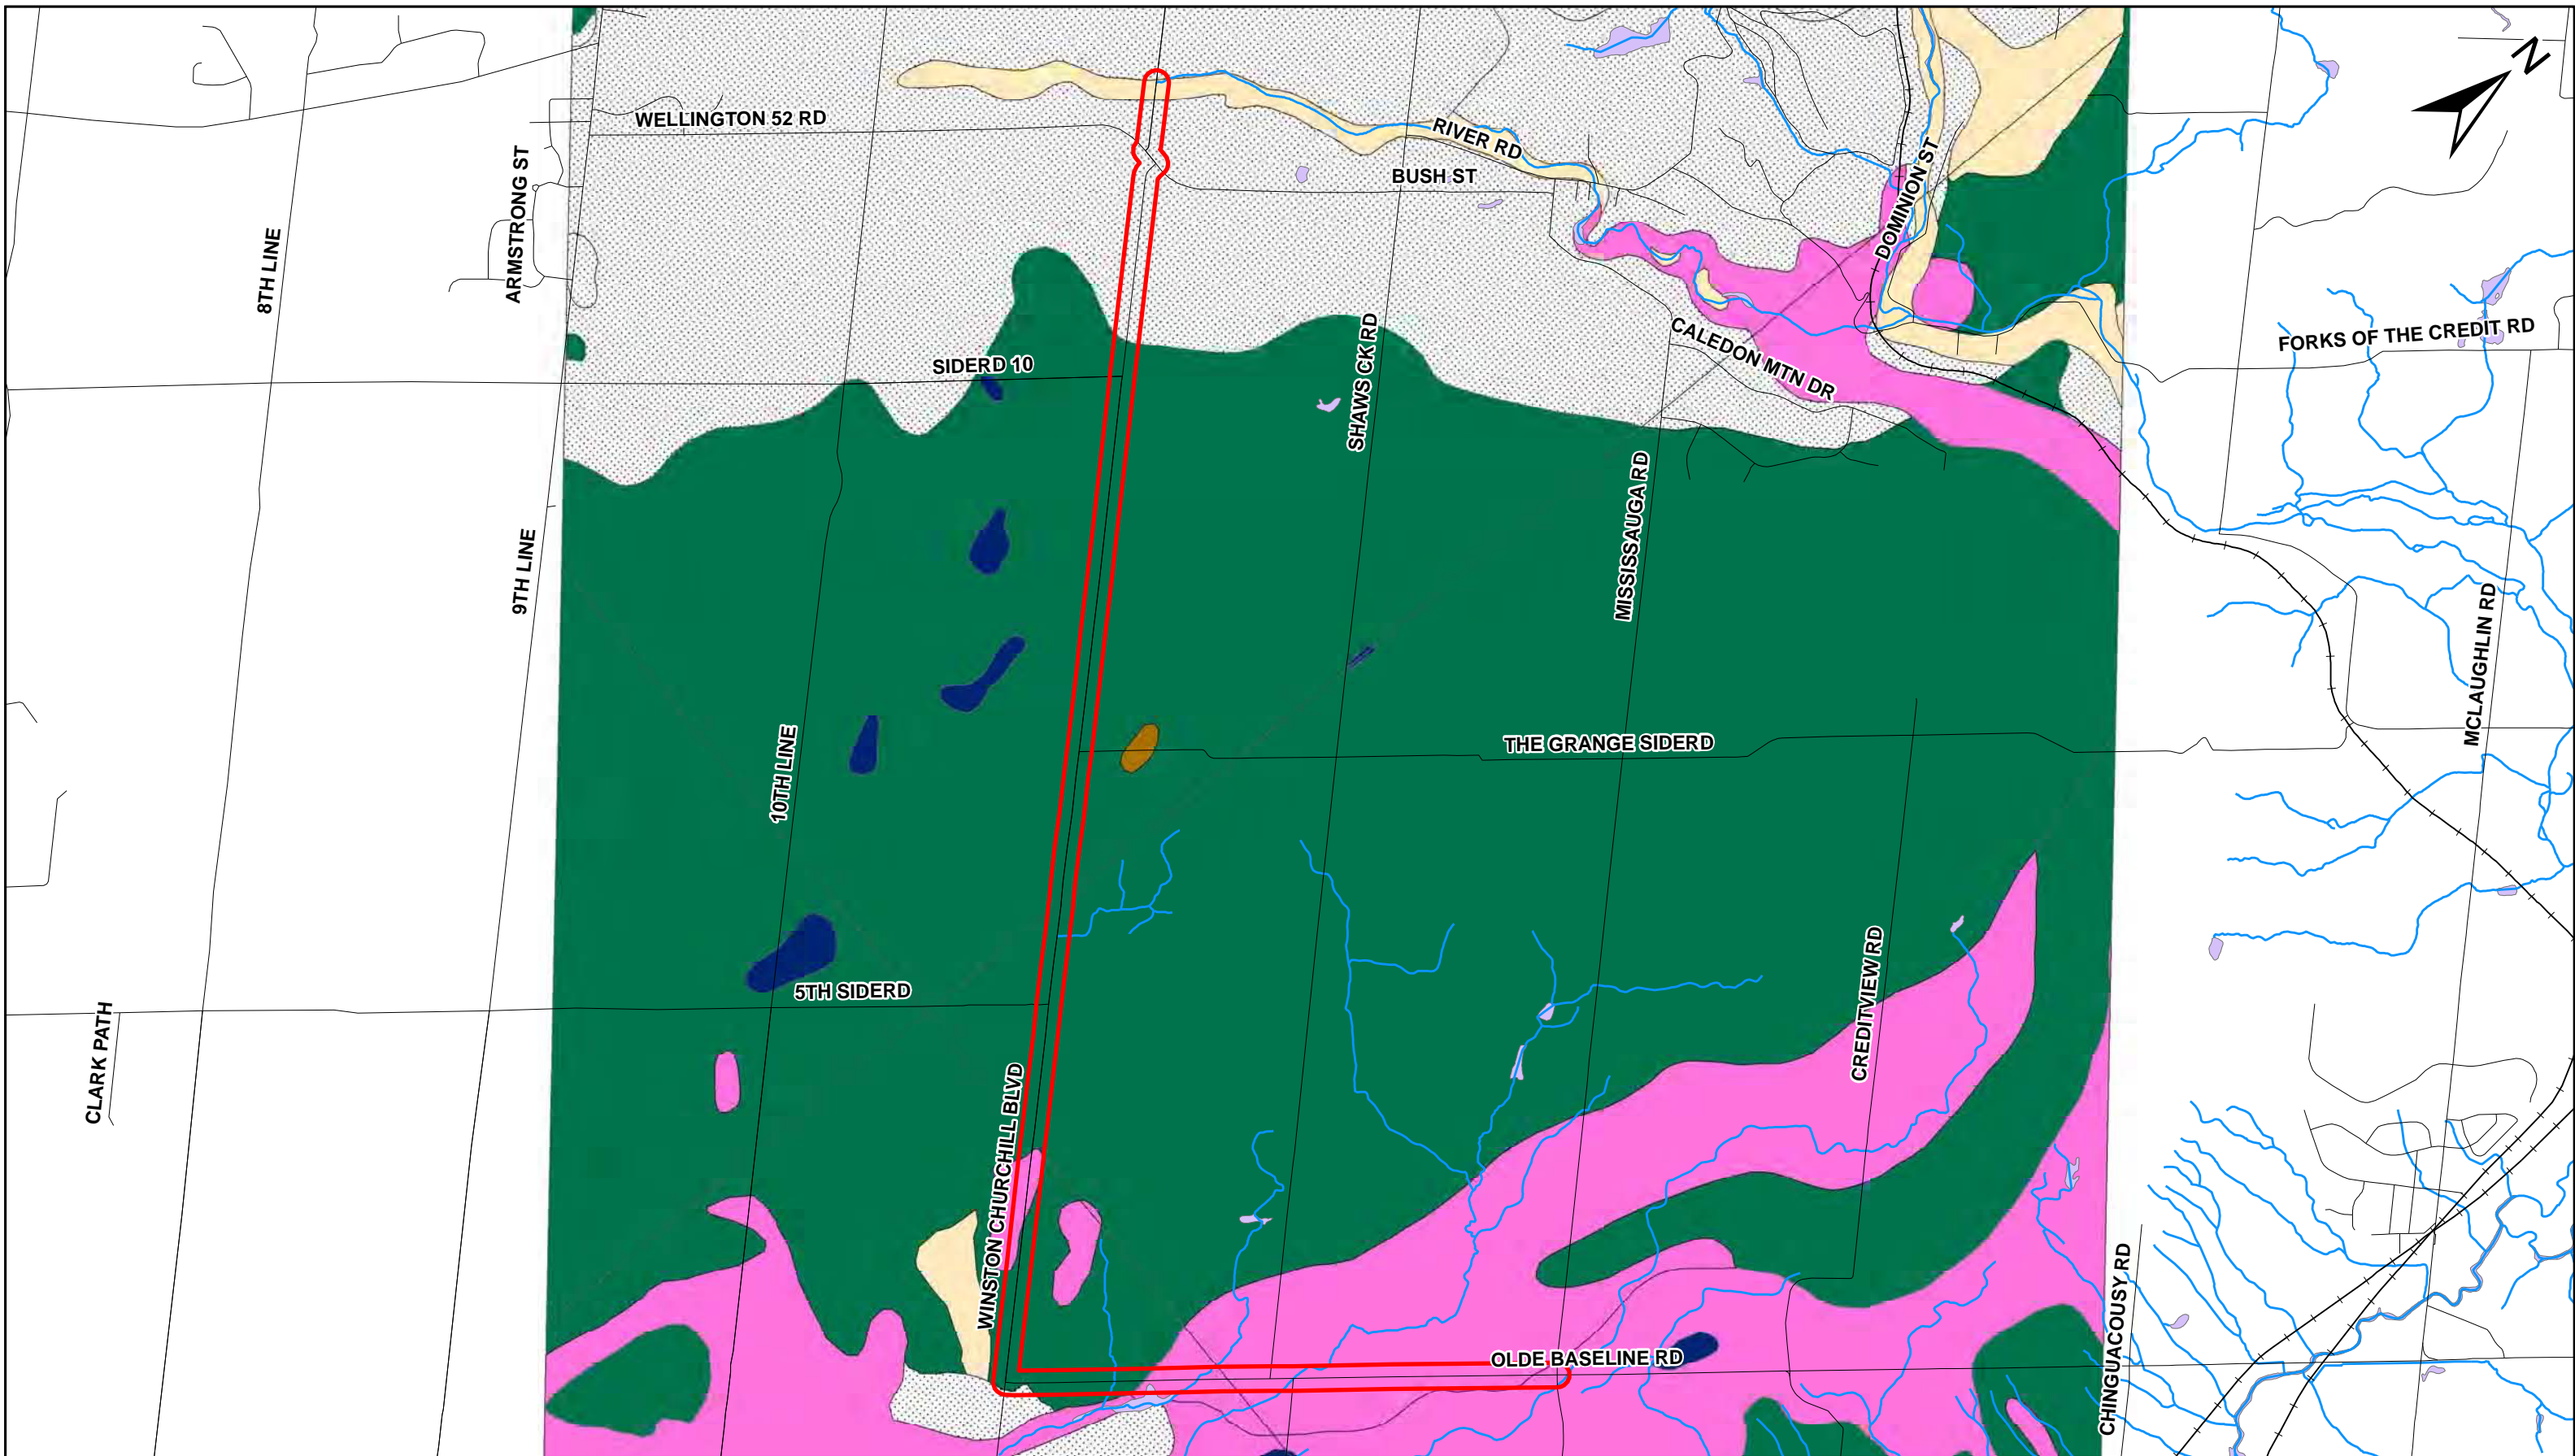 N
WELLINGTON 52 RD
RIVER RD
BUSH ST
ARMSTRONG ST
DOMINION ST
8TH LINE
FORKS OF THE CREDIT RD
CALEDON MTN DR
SIDERD 10
SHAWS CK RD
MISSISSAUGA RD
9TH LINE
MCLAUGHLIN RD
THE GRANGE SIDERD
10TH LINE
CREDITVIEW RD
5TH SIDERD
CLARK PATH
WINSTON CHURCHILL BLVD
OLDE BASELINE RD
CHINGUACOUSY RD